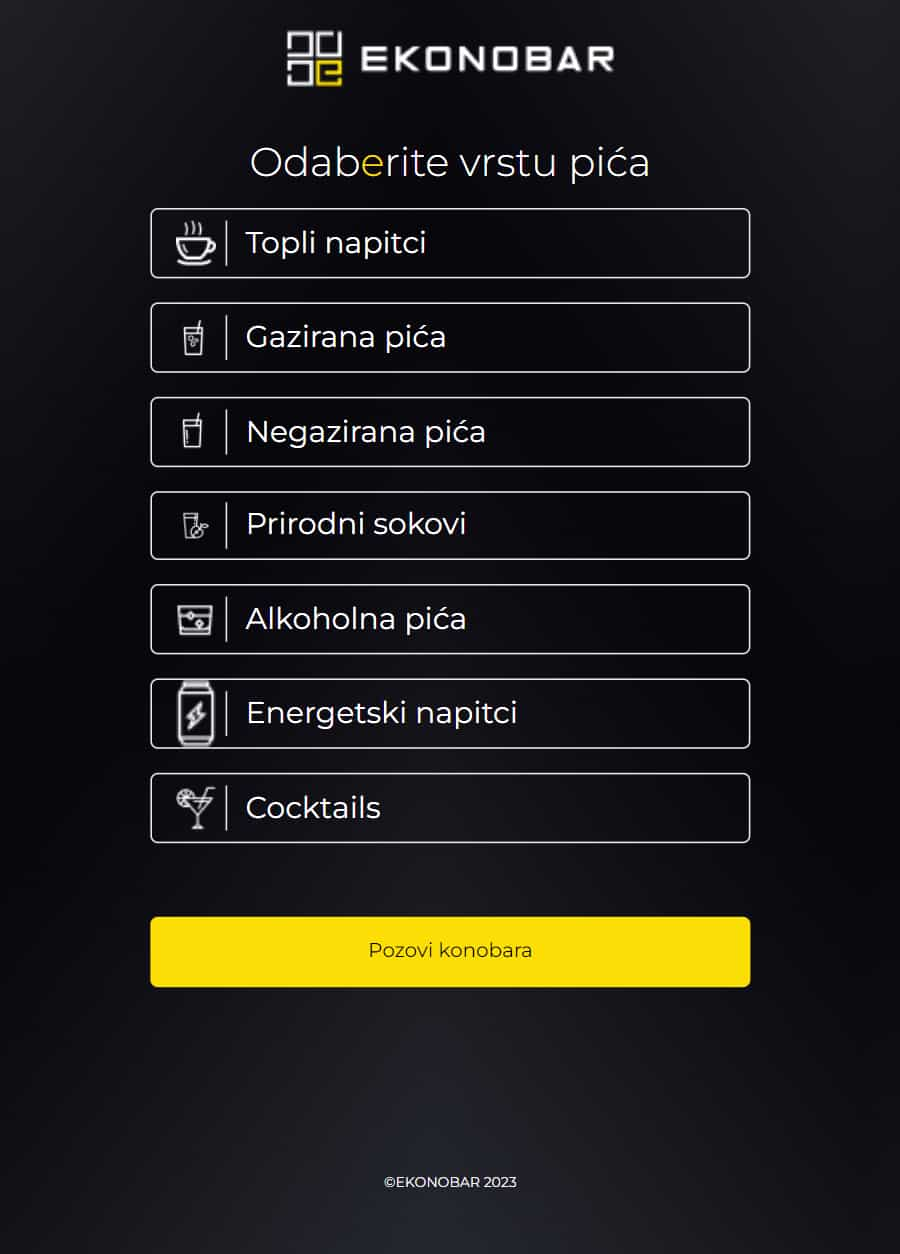 EKONOBAR
Odaberite vrstu pića
Topli napitci
Gazirana pića
Negazirana pića
Prirodni sokovi
Alkoholna pića
Energetski napitci
Cocktails
Pozovi konobara
©EKONOBAR 2023